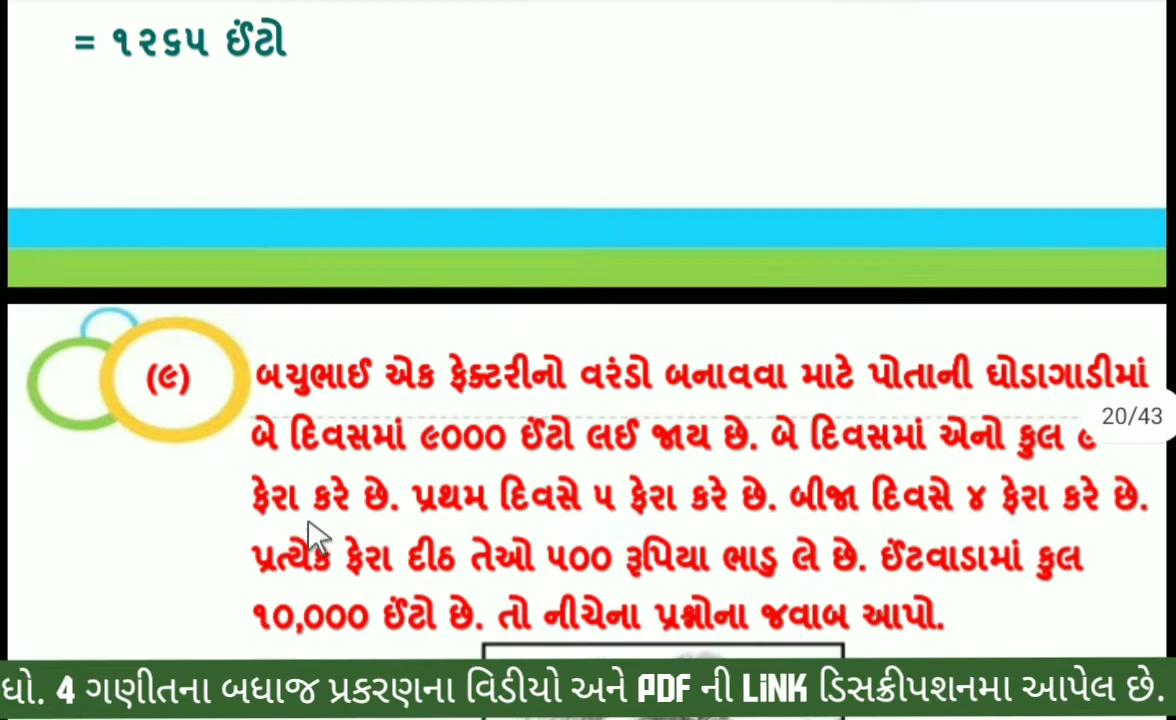 = ૧૨૬૫ ઈંટો
(૯) બચુભાઈ એક ફેક્ટરીનો વરંડો બનાવવા માટે પોતાની ઘોડાગાડીમાં
બે દિવસમાં ૯૦૦૦ ઈંટો લઈ જાય છે. બે દિવસમાં એનો કુલ ૯
20/43
ફેરા કરે છે. પ્રથમ દિવસે ૫ ફેરા કરે છે. બીજા દિવસે ૪ ફેરા કરે છે.
પ્રત્યેક ફેરા દીઠ તેઓ ૫૦૦ રૂપિયા ભાડુ લે છે. ઈંટવાડામાં કુલ
૧૦,૦૦૦ ઈંટો છે. તો નીચેના પ્રશ્નોના જવાબ આપો.
ધો. 4 ગણીતના બધાજ પ્રકરણના વિડીયો અને PDF ની LiNK ડિસક્રીપશનમા આપેલ છે.